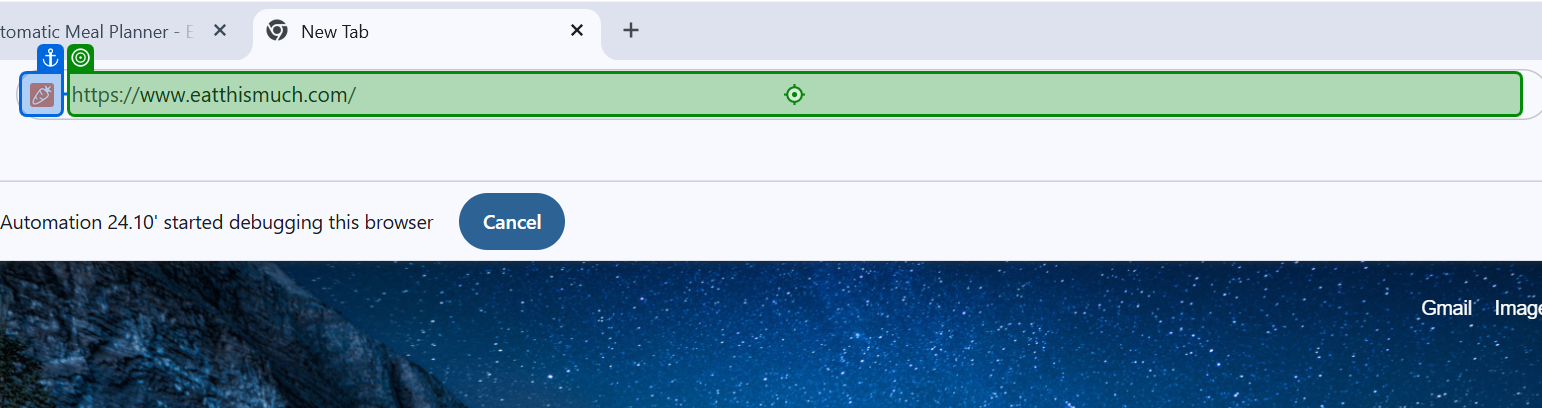 tomatic Meal Planner - E
New Tab
https://www.eatthismuch.com/
Automation 24.10' started debugging this browser
Cancel
Gmail Image